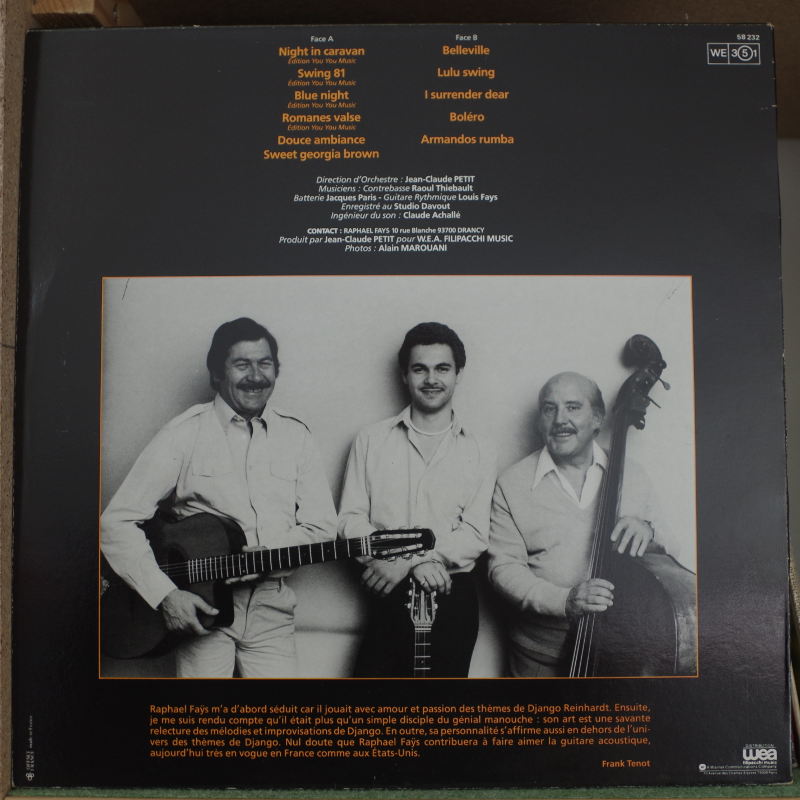 Face A
Night in caravan
Édition You You Music
Swing 81
Édition You You Music
Blue night
Édition You You Music
Romanes valse
Édition You You Music
Douce ambiance
Sweet georgia brown
Face B
Belleville
Lulu swing
I surrender dear
Boléro
Armandos rumba
58 232
WE 351
Direction d'Orchestre : Jean-Claude PETIT
Musiciens : Contrebasse Raoul Thiebault
Batterie Jacques Paris - Guitare Rythmique Louis Fays
Enregistré au Studio Davout
Ingénieur du son : Claude Achallé
CONTACT : RAPHAEL FAYS 10 rue Blanche 93700 DRANCY
Produit par Jean-Claude PETIT pour W.E.A. FILIPACCHI MUSIC
Photos : Alain MAROUANI
Raphael Faÿs m'a d'abord séduit car il jouait avec amour et passion des thèmes de Django Reinhardt. Ensuite,
je me suis rendu compte qu'il était plus qu'un simple disciple du génial manouche : son art est une savante
relecture des mélodies et improvisations de Django. En outre, sa personnalité s'affirme aussi en dehors de l'uni-
vers des thèmes de Django. Nul doute que Raphael Faÿs contribuera à faire aimer la guitare acoustique,
aujourd'hui très en vogue en France comme aux États-Unis.
Frank Tenot
made in France
DISTRIBUTION
wea
filipacchi music
A Warner Communications Company